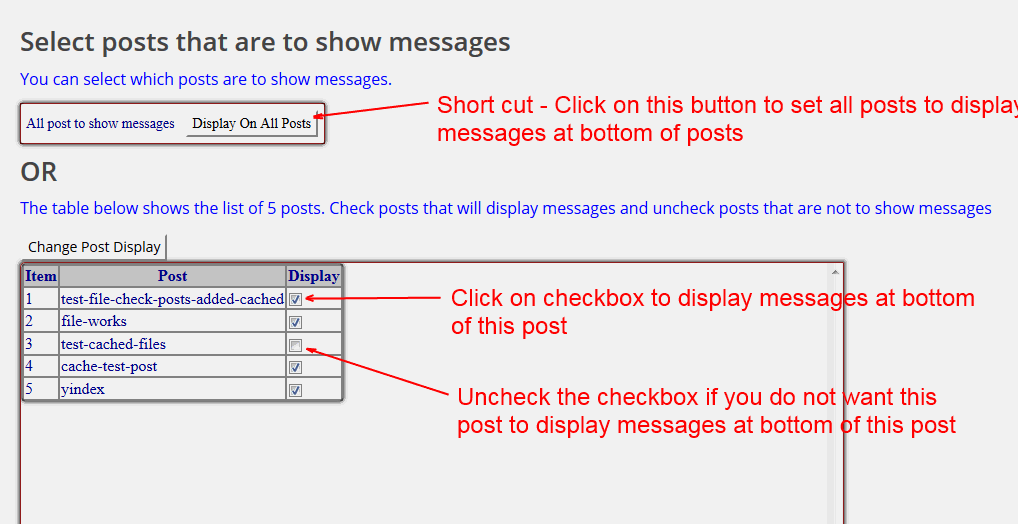 Select posts that are to show messages
You can select which posts are to show messages.
All post to show messages Display On All Posts
Short cut - Click on this button to set all posts to display
messages at bottom of posts
OR
The table below shows the list of 5 posts. Check posts that will display messages and uncheck posts that are not to show messages
Change Post Display
Item Post Display
1 test-file-check-posts-added-cached
2 file-works
3 test-cached-files
4 cache-test-post
5 yindex
Click on checkbox to display messages at bottom
of this post
Uncheck the checkbox if you do not want this
post to display messages at bottom of this post